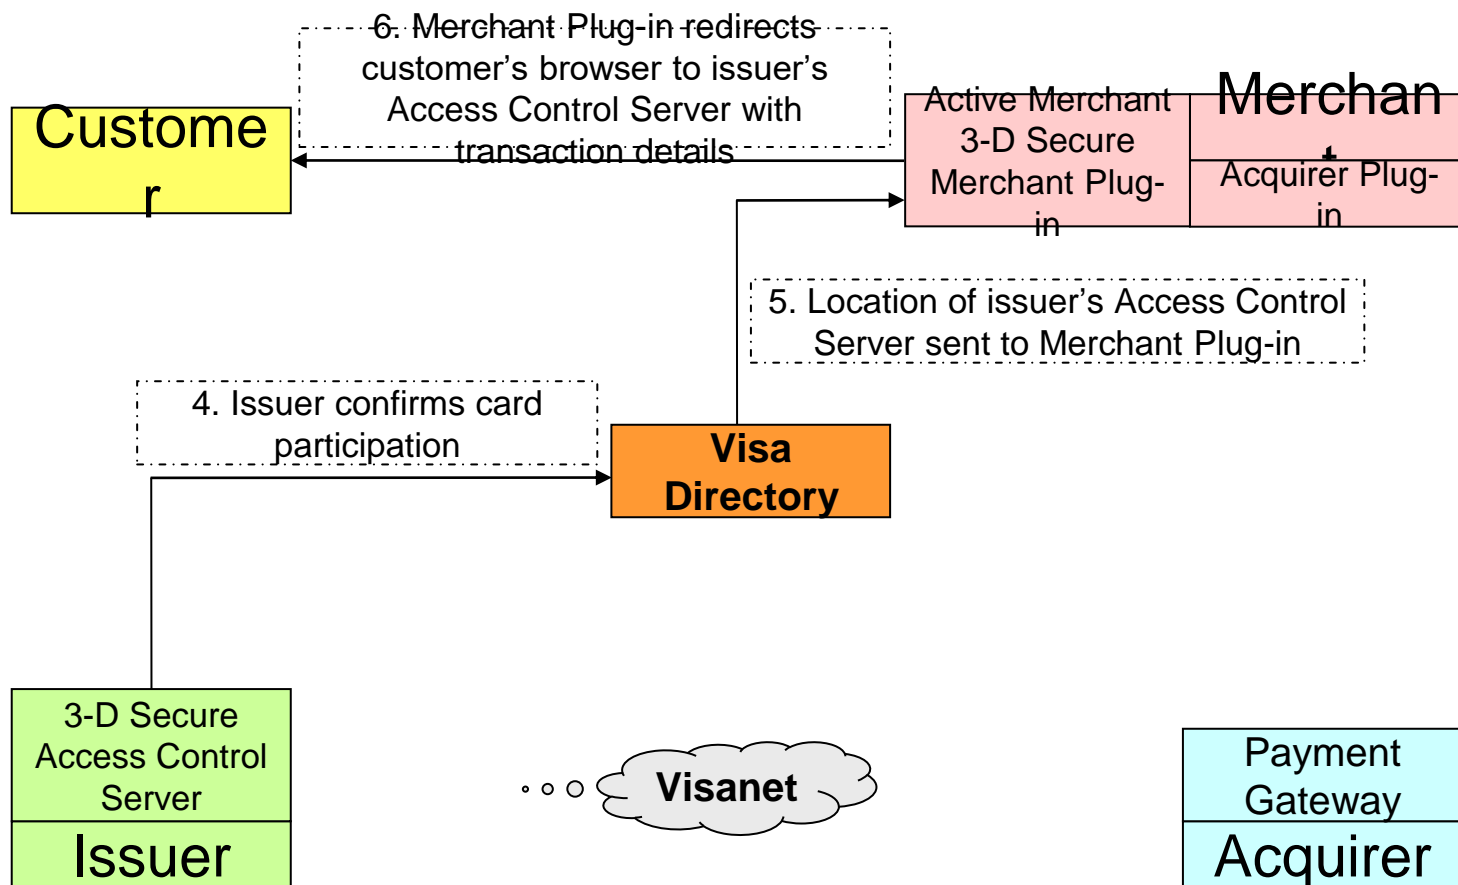 6. Merchant Plug-in redirects
customer’s browser to issuer’s
Access Control Server with
transaction details
Custome
r
Active Merchant
3-D Secure
Merchant Plug-
in
Merchan
t
Acquirer Plug-
in
5. Location of issuer’s Access Control
Server sent to Merchant Plug-in
4. Issuer confirms card
participation
Visa
Directory
3-D Secure
Access Control
Server
Issuer
Visanet
Payment
Gateway
Acquirer